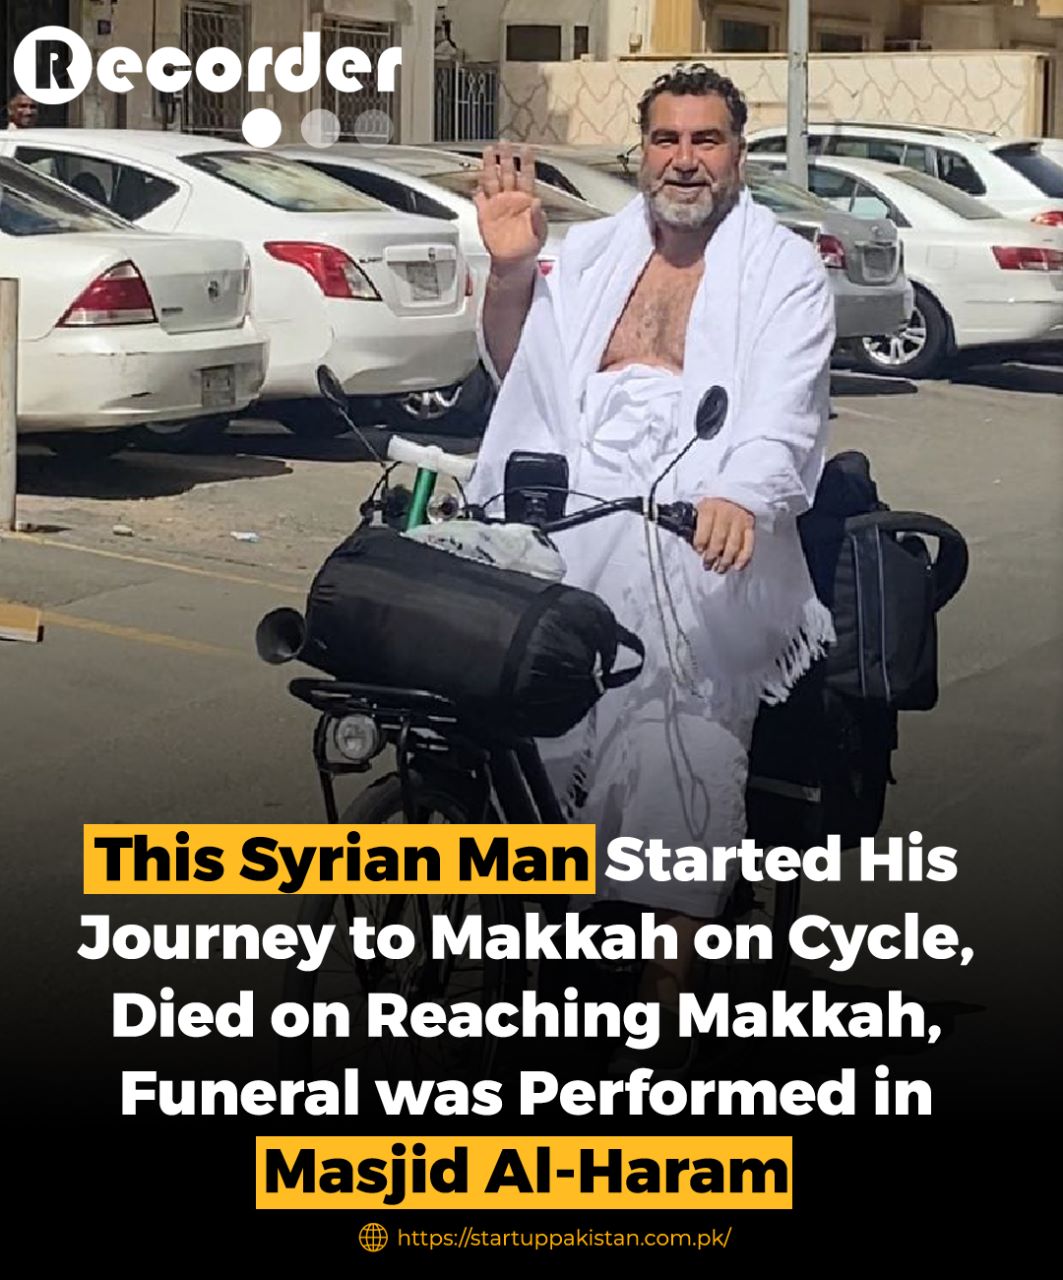 Recorder
This Syrian Man Started His
Journey to Makkah on Cycle,
Died on Reaching Makkah,
Funeral was Performed in
Masjid Al-Haram
https://startuppakistan.com.pk/